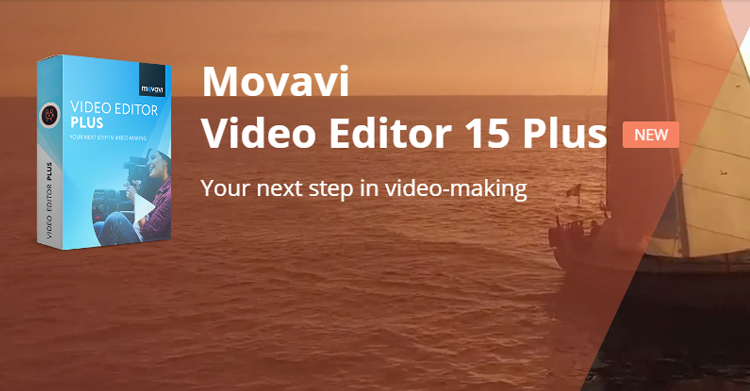 Movavi
Video Editor 15 Plus NEW
Your next step in video-making
movavi
VIDEO EDITOR
PLUS
YOUR NEXT STEP IN VIDEO-MAKING
VIDEO EDITOR PLUS